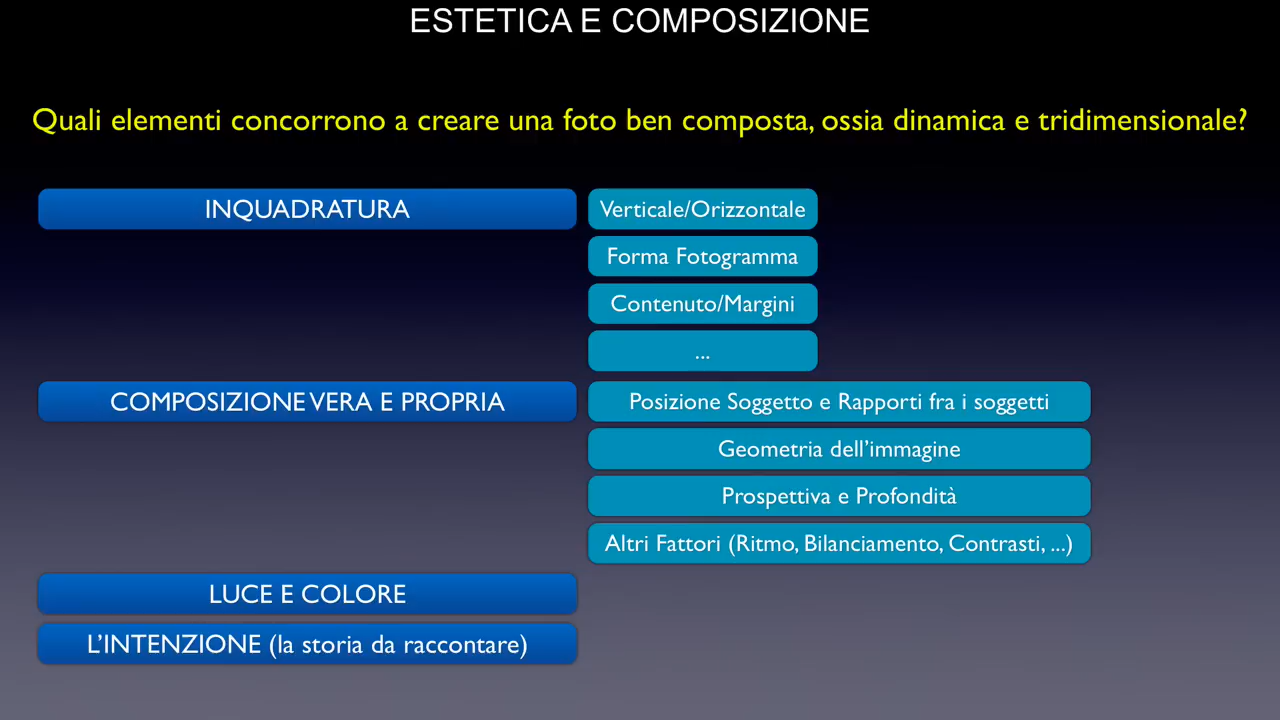 ESTETICA E COMPOSIZIONE
Quali elementi concorrono a creare una foto ben composta, ossia dinamica e tridimensionale?
INQUADRATURA
Verticale/Orizzontale
Forma Fotogramma
Contenuto/Margini
...
COMPOSIZIONE VERA E PROPRIA
Posizione Soggetto e Rapporti fra i soggetti
Geometria dell’immagine
Prospettiva e Profondità
Altri Fattori (Ritmo, Bilanciamento, Contrasti, ...)
LUCE E COLORE
L’INTENZIONE (la storia da raccontare)